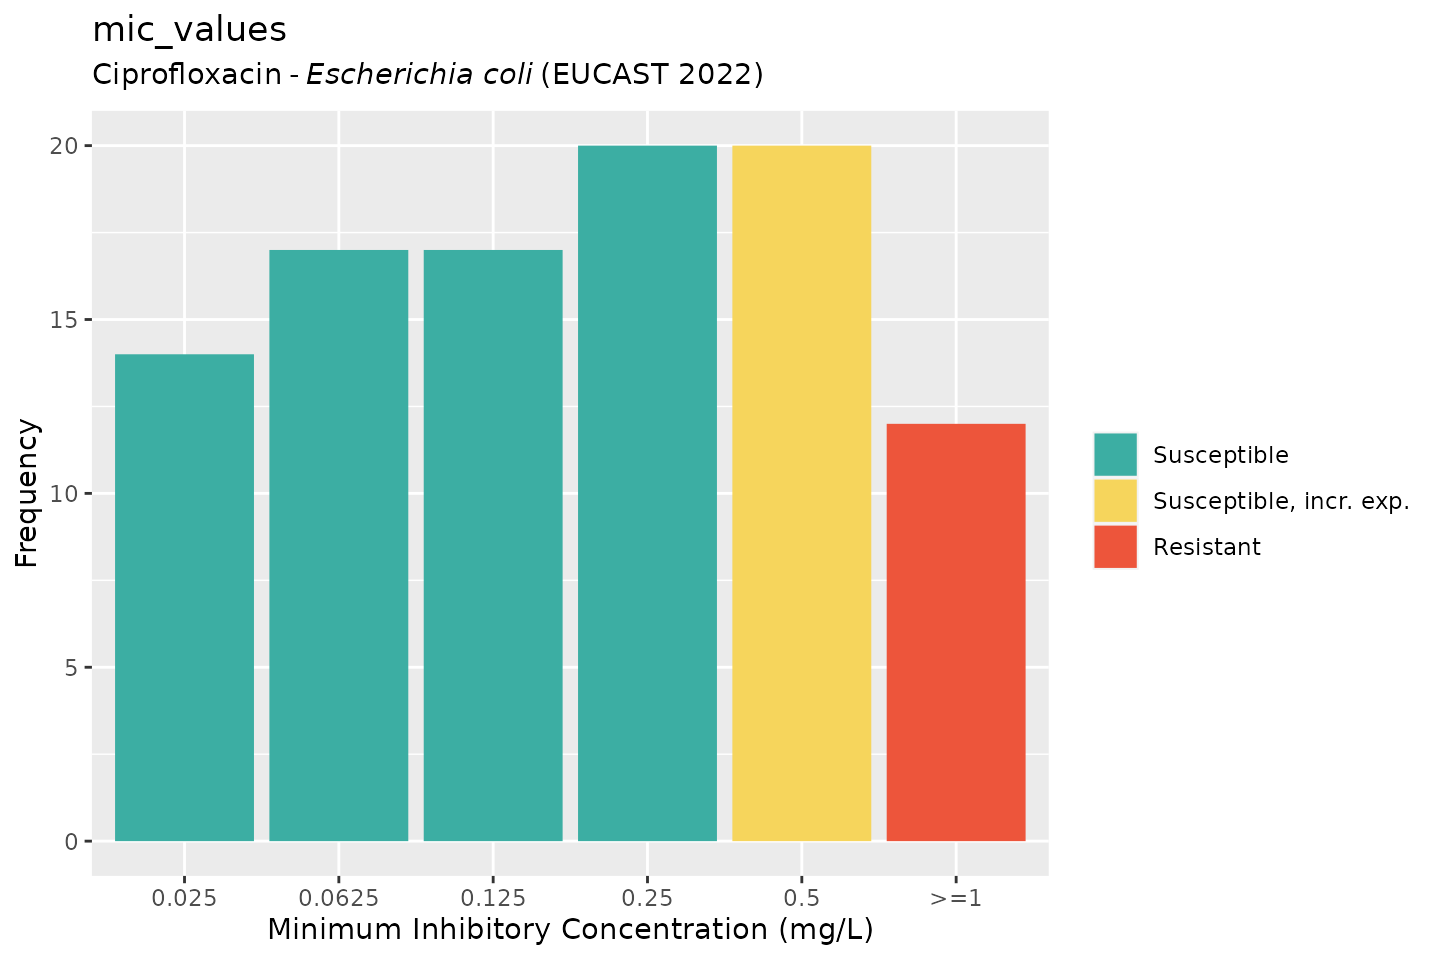 mic_values
Ciprofloxacin - Escherichia coli (EUCAST 2022)
Frequency
20
15
10
5
0
0.025 0.0625 0.125 0.25 0.5 >=1
Minimum Inhibitory Concentration (mg/L)
Susceptible
Susceptible, incr. exp.
Resistant